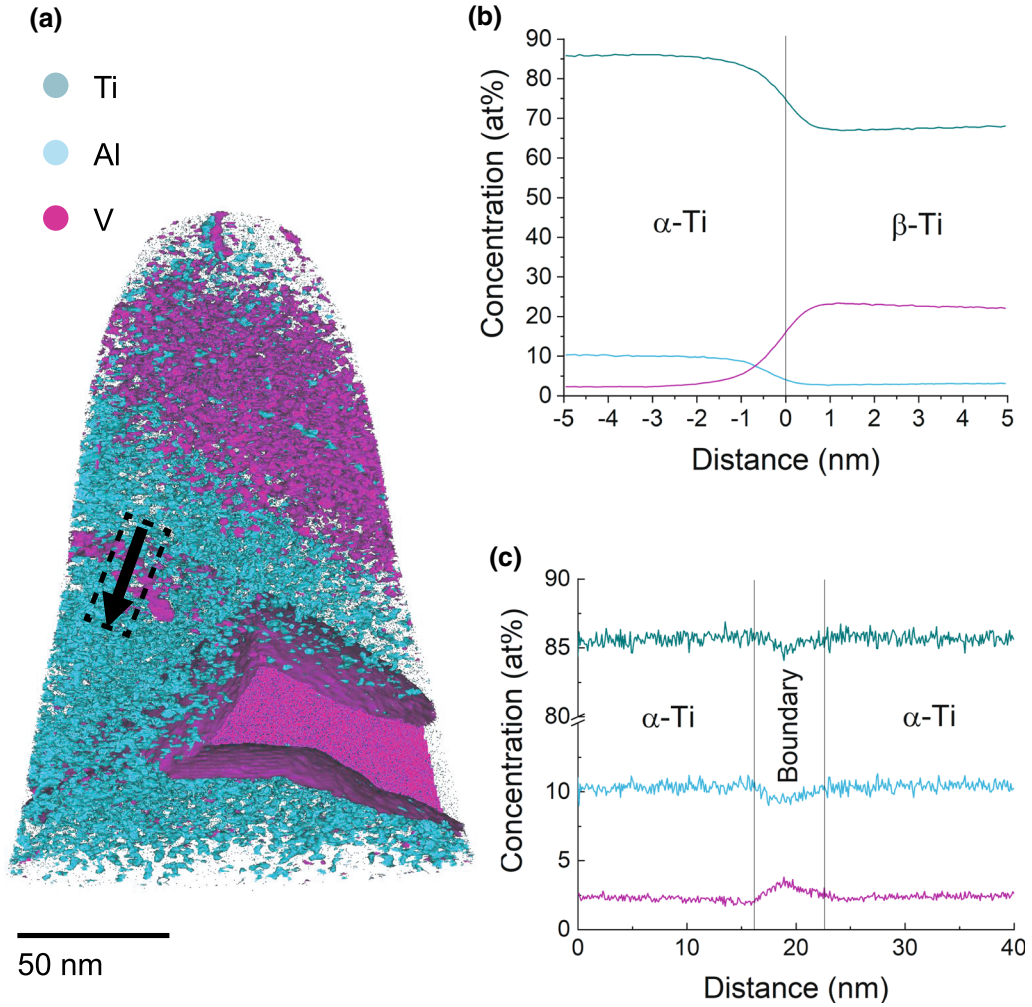 (a)
Ti
Al
V
50 nm
(b)
Concentration (at%)
90
80
70
60
50
40
30
20
10
0
α-Ti
β-Ti
-5 -4 -3 -2 -1 0 1 2 3 4 5
Distance (nm)
(c)
Concentration (at%)
90
85
80
10
5
0
α-Ti
Boundary
α-Ti
0 10 20 30 40
Distance (nm)